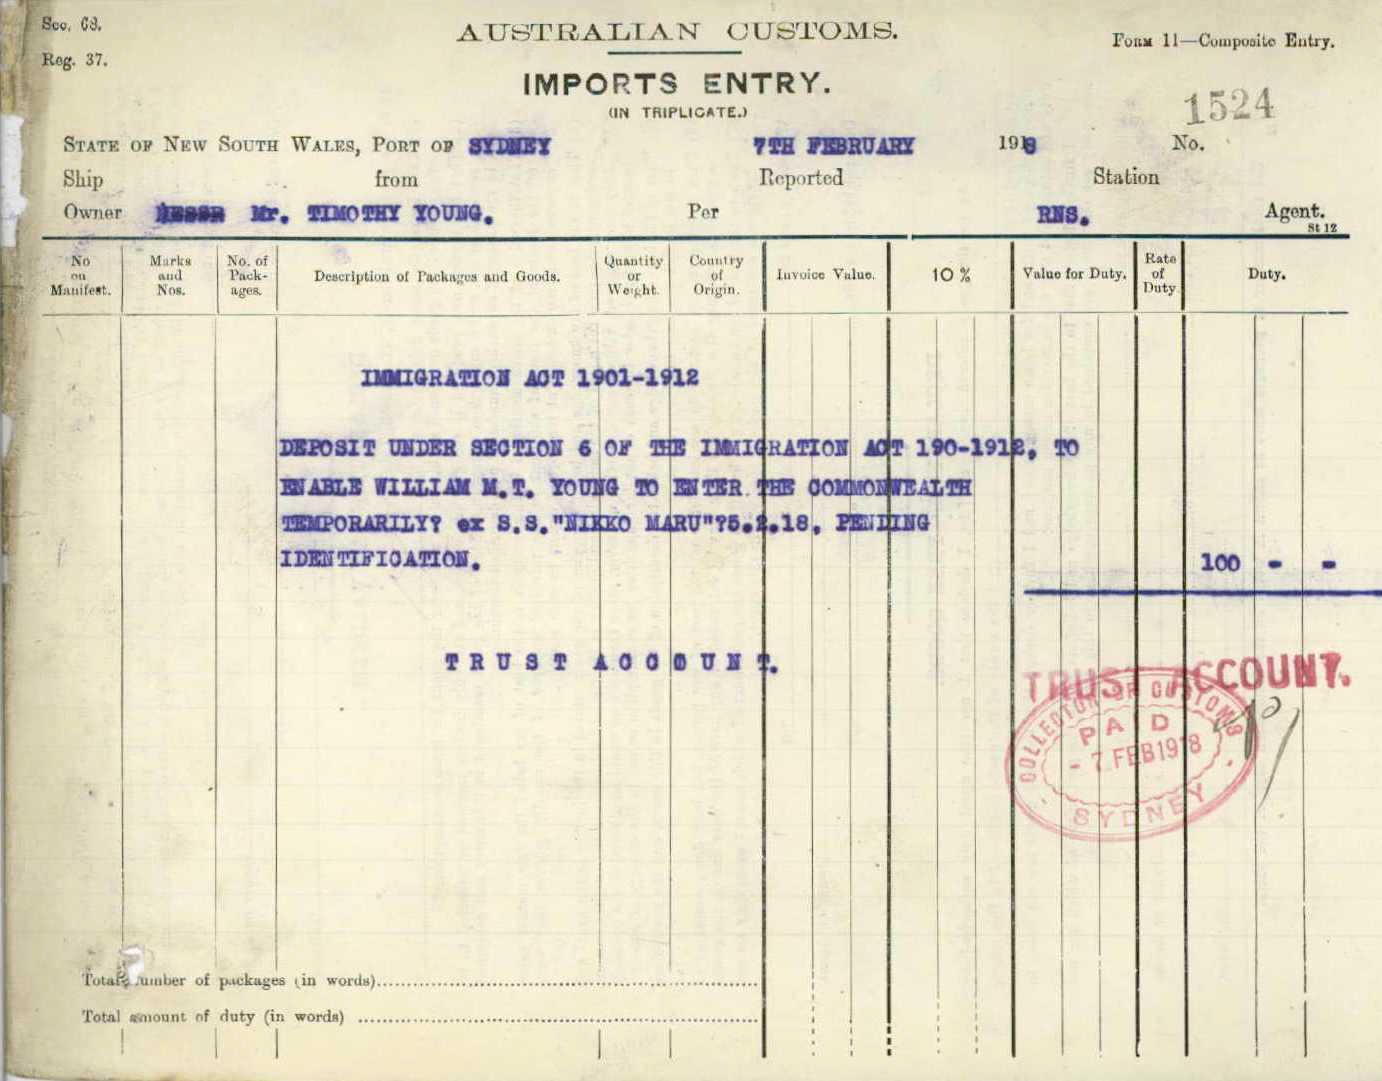 Sec. 68.
AUSTRALIAN CUSTOMS.
Form 11—Composite Entry.
Reg. 37.
IMPORTS ENTRY.
(IN TRIPLICATE.)
1524
State of New South Wales, Port of SYDNEY 7TH FEBRUARY 1918 No.
Ship from Reported Station
Owner Mr. TIMOTHY YOUNG. Per RNS. Agent.
St 12
No on Manifest. Marks and Nos. No. of Pack-ages. Description of Packages and Goods. Quantity or Weight. Country of Origin. Invoice Value. 10 % Value for Duty. Rate of Duty Duty.
IMMIGRATION ACT 1901-1912
DEPOSIT UNDER SECTION 6 OF THE IMMIGRATION ACT 190-1912, TO
ENABLE WILLIAM M.T. YOUNG TO ENTER THE COMMONWEALTH
TEMPORARILY? ex S.S."NIKKO MARU"?5.2.18, PENDING
IDENTIFICATION. 100 - -
TRUST ACCOUNT.
TRUST ACCOUNT.
COLLECTOR OF CUSTOMS
PAID
- 7 FEB 1918
SYDNEY
Total number of packages (in words)
Total amount of duty (in words)